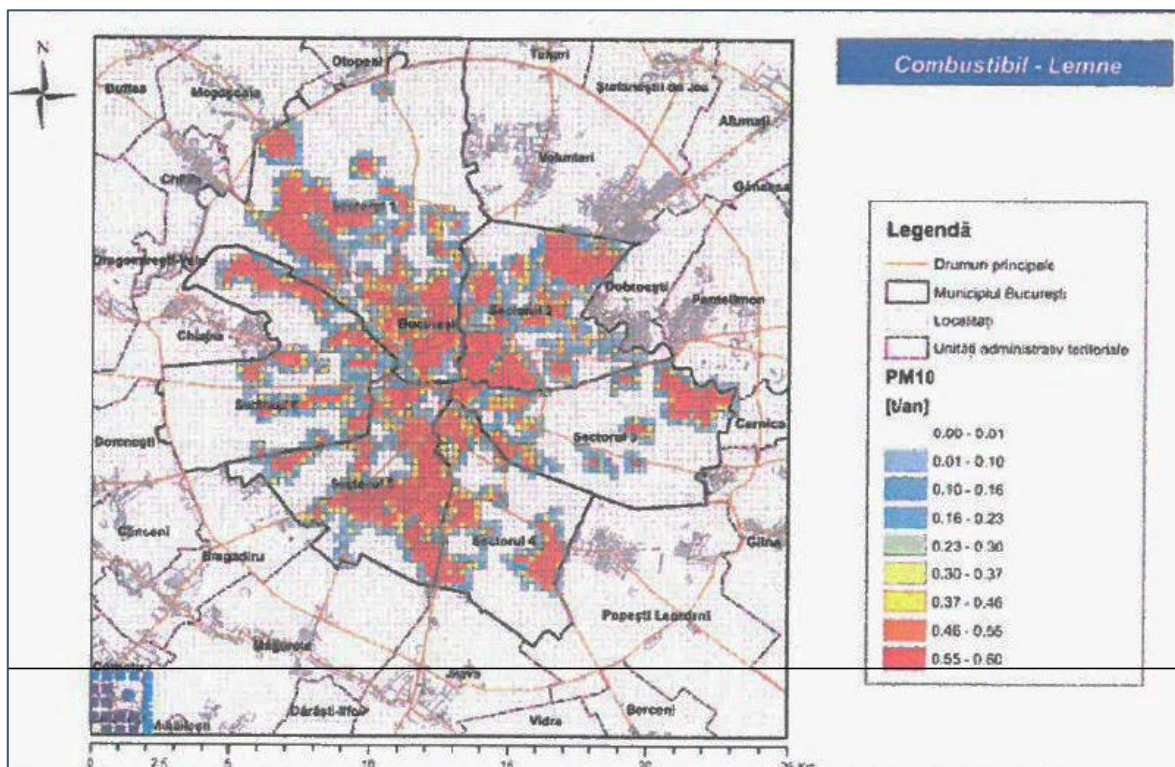 Combustibil - Lemne
N
Otopeni
Tunari
Ștefăneștii de Jos
Buftea
Mogoșoaia
Afumați
Voluntari
Chitila
Găneasa
Sectorul 1
Dragomirești-Vale
Dobroești
Pantelimon
Sectorul 2
București
Chiajna
Sectorul 6
Sectorul 3
Cernica
Domnești
Sectorul 5
Sectorul 4
Glina
Bragadiru
Popești Leordeni
Măgurele
Jilava
Dărăști-Ilfov
Vidra
Berceni
0 2.5 5 10 15 20 25 Km
Legendă
Drumuri principale
Municipiul București
Localități
Unități administrativ teritoriale
PM10
[t/an]
0.00 - 0.01
0.01 - 0.10
0.10 - 0.16
0.16 - 0.23
0.23 - 0.30
0.30 - 0.37
0.37 - 0.46
0.46 - 0.55
0.55 - 0.60